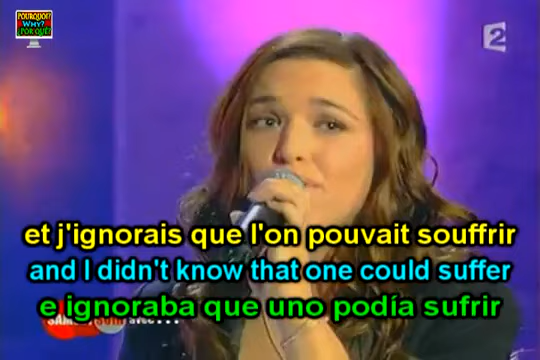 POURQUOI?
WHY?
¿POR QUÉ?
2
et j'ignorais que l'on pouvait souffrir
and I didn't know that one could suffer
e ignoraba que uno podía sufrir